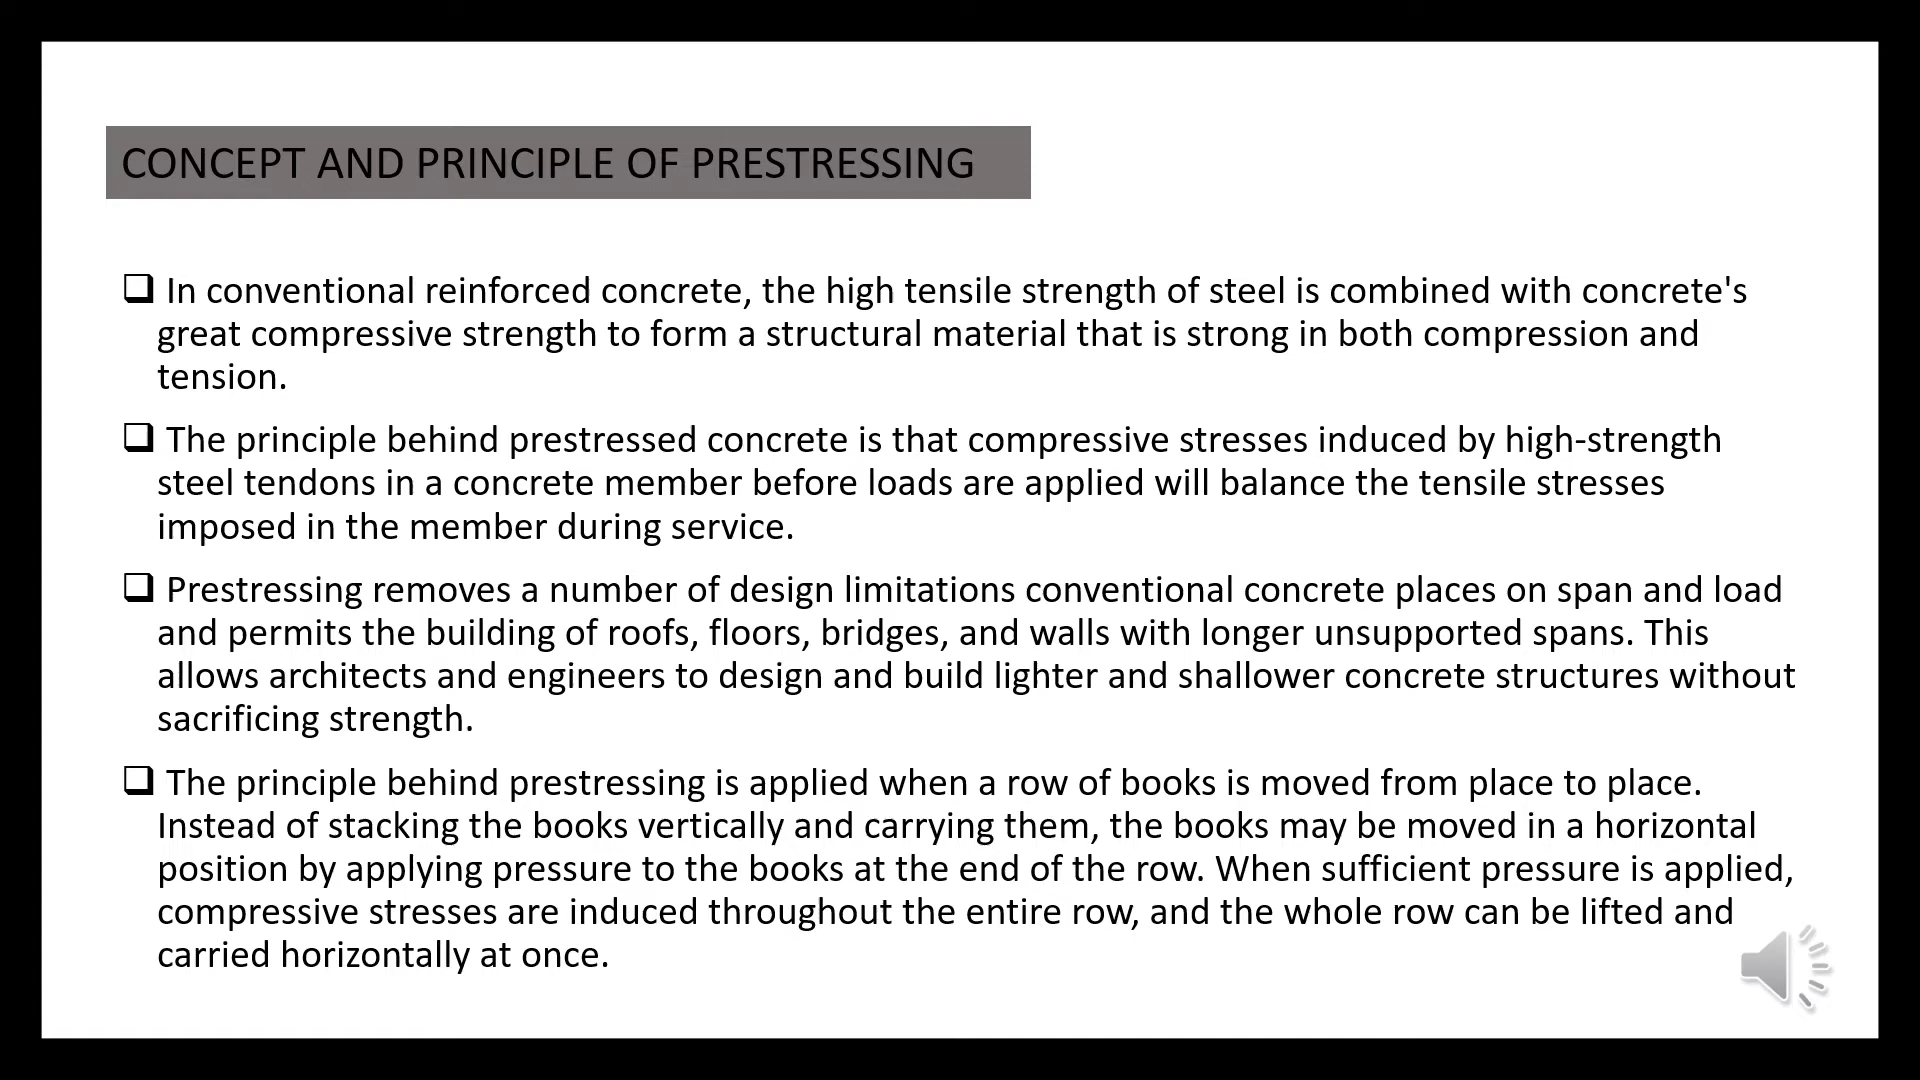 CONCEPT AND PRINCIPLE OF PRESTRESSING
In conventional reinforced concrete, the high tensile strength of steel is combined with concrete's
great compressive strength to form a structural material that is strong in both compression and
tension.
The principle behind prestressed concrete is that compressive stresses induced by high-strength
steel tendons in a concrete member before loads are applied will balance the tensile stresses
imposed in the member during service.
Prestressing removes a number of design limitations conventional concrete places on span and load
and permits the building of roofs, floors, bridges, and walls with longer unsupported spans. This
allows architects and engineers to design and build lighter and shallower concrete structures without
sacrificing strength.
The principle behind prestressing is applied when a row of books is moved from place to place.
Instead of stacking the books vertically and carrying them, the books may be moved in a horizontal
position by applying pressure to the books at the end of the row. When sufficient pressure is applied,
compressive stresses are induced throughout the entire row, and the whole row can be lifted and
carried horizontally at once.